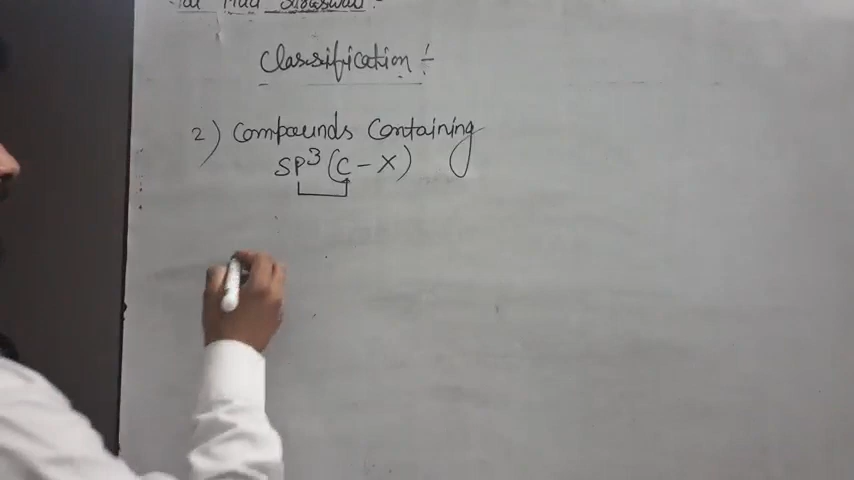 Classification :-
2) Compounds Containing
SP³ (C - X)